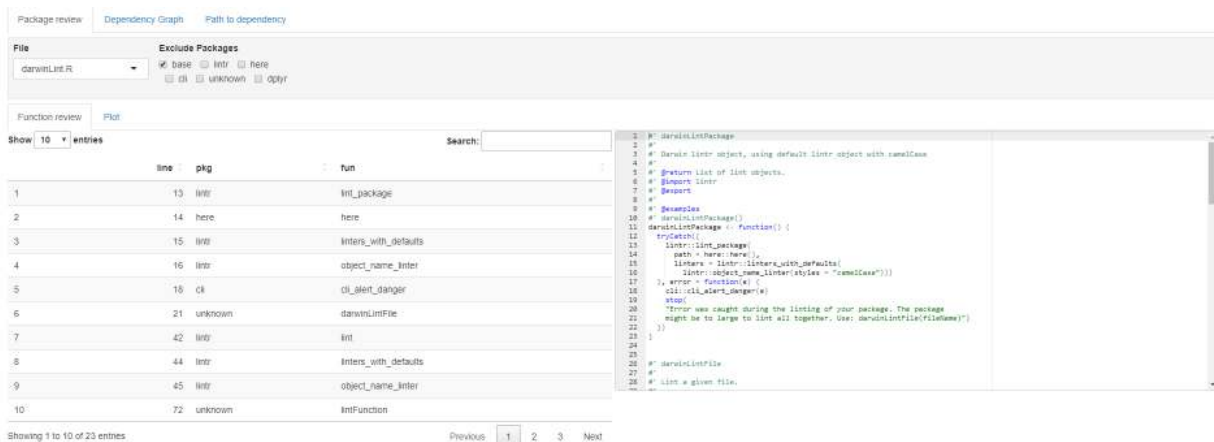 Package review Dependency Graph Path to dependency
File
darwinLint.R
Exclude Packages
base lintr here
cli unknown dplyr
Function review Plot
Show 10 entries
Search:
line pkg fun
1 13 lintr lint_package
2 14 here here
3 15 lintr linters_with_defaults
4 16 lintr object_name_linter
5 18 cli cli_alert_danger
6 21 unknown darwinLintFile
7 42 lintr lint
8 44 lintr linters_with_defaults
9 45 lintr object_name_linter
10 72 unknown lintFunction
Showing 1 to 10 of 23 entries
Previous 1 2 3 Next
1 #' darwinLintPackage
2 #'
3 #' Darwin lintr object, using default lintr object with camelCase
4 #'
5 #' @return List of lint objects.
6 #' @import lintr
7 #' @export
8 #'
9 #' @examples
10 #' darwinLintPackage()
11 darwinLintPackage <- function() {
12 tryCatch({
13 lintr::lint_package(
14 path = here::here(),
15 linters = lintr::linters_with_defaults(
16 lintr::object_name_linter(styles = "camelCase")))
17 }, error = function(e) {
18 cli::cli_alert_danger(e)
19 stop(
20 "Error was caught during the linting of your package. The package
21 might be to large to lint all together. Use: darwinLintFile(fileName)")
22 })
23 }
24
25
26 #' darwinLintFile
27 #'
28 #' Lint a given file.